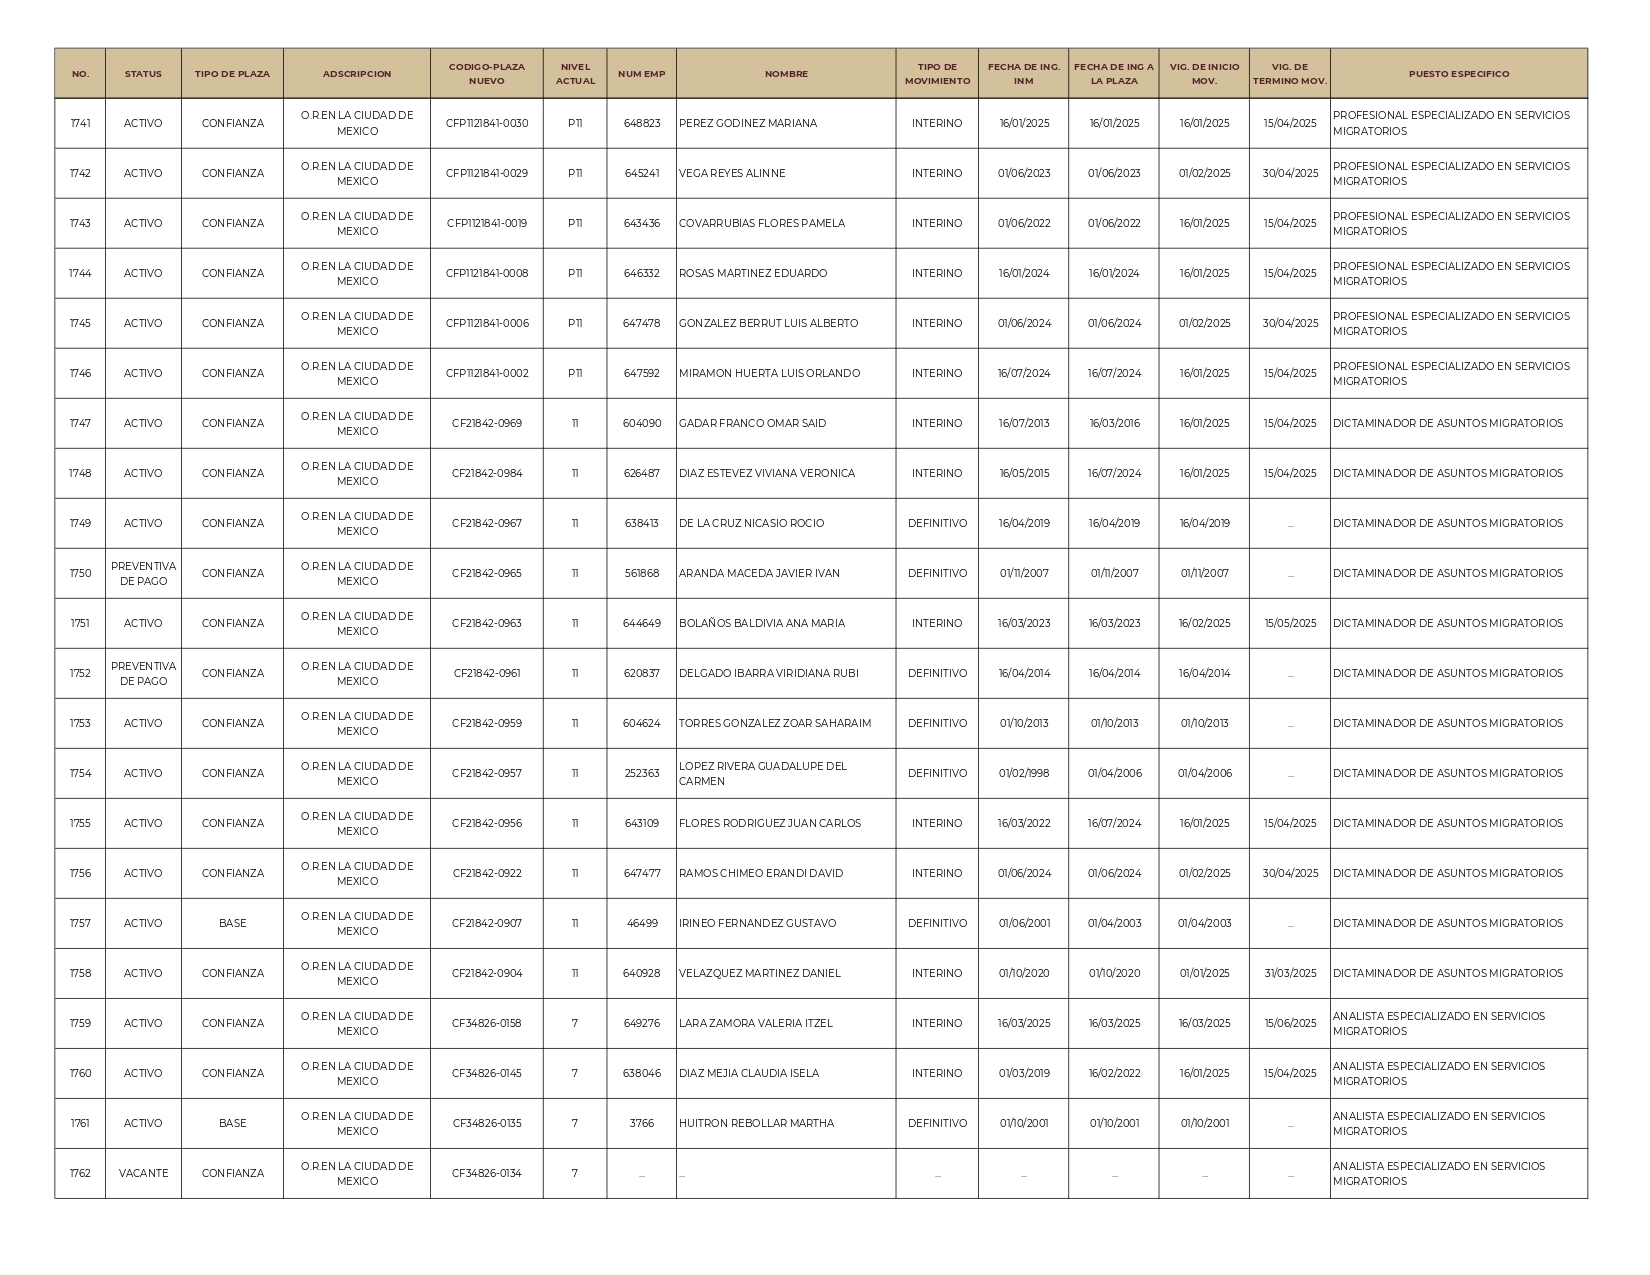 NO. STATUS TIPO DE PLAZA ADSCRIPCION CODIGO-PLAZA NUEVO NIVEL ACTUAL NUM EMP NOMBRE TIPO DE MOVIMIENTO FECHA DE ING. INM FECHA DE ING A LA PLAZA VIG. DE INICIO MOV. VIG. DE TERMINO MOV. PUESTO ESPECIFICO
1741 ACTIVO CONFIANZA O.R.EN LA CIUDAD DE MEXICO CFP1121841-0030 P11 648823 PEREZ GODINEZ MARIANA INTERINO 16/01/2025 16/01/2025 16/01/2025 15/04/2025 PROFESIONAL ESPECIALIZADO EN SERVICIOS MIGRATORIOS
1742 ACTIVO CONFIANZA O.R.EN LA CIUDAD DE MEXICO CFP1121841-0029 P11 645241 VEGA REYES ALINNE INTERINO 01/06/2023 01/06/2023 01/02/2025 30/04/2025 PROFESIONAL ESPECIALIZADO EN SERVICIOS MIGRATORIOS
1743 ACTIVO CONFIANZA O.R.EN LA CIUDAD DE MEXICO CFP1121841-0019 P11 643436 COVARRUBIAS FLORES PAMELA INTERINO 01/06/2022 01/06/2022 16/01/2025 15/04/2025 PROFESIONAL ESPECIALIZADO EN SERVICIOS MIGRATORIOS
1744 ACTIVO CONFIANZA O.R.EN LA CIUDAD DE MEXICO CFP1121841-0008 P11 646332 ROSAS MARTINEZ EDUARDO INTERINO 16/01/2024 16/01/2024 16/01/2025 15/04/2025 PROFESIONAL ESPECIALIZADO EN SERVICIOS MIGRATORIOS
1745 ACTIVO CONFIANZA O.R.EN LA CIUDAD DE MEXICO CFP1121841-0006 P11 647478 GONZALEZ BERRUT LUIS ALBERTO INTERINO 01/06/2024 01/06/2024 01/02/2025 30/04/2025 PROFESIONAL ESPECIALIZADO EN SERVICIOS MIGRATORIOS
1746 ACTIVO CONFIANZA O.R.EN LA CIUDAD DE MEXICO CFP1121841-0002 P11 647592 MIRAMON HUERTA LUIS ORLANDO INTERINO 16/07/2024 16/07/2024 16/01/2025 15/04/2025 PROFESIONAL ESPECIALIZADO EN SERVICIOS MIGRATORIOS
1747 ACTIVO CONFIANZA O.R.EN LA CIUDAD DE MEXICO CF21842-0969 11 604090 GADAR FRANCO OMAR SAID INTERINO 16/07/2013 16/03/2016 16/01/2025 15/04/2025 DICTAMINADOR DE ASUNTOS MIGRATORIOS
1748 ACTIVO CONFIANZA O.R.EN LA CIUDAD DE MEXICO CF21842-0984 11 626487 DIAZ ESTEVEZ VIVIANA VERONICA INTERINO 16/05/2015 16/07/2024 16/01/2025 15/04/2025 DICTAMINADOR DE ASUNTOS MIGRATORIOS
1749 ACTIVO CONFIANZA O.R.EN LA CIUDAD DE MEXICO CF21842-0967 11 638413 DE LA CRUZ NICASIO ROCIO DEFINITIVO 16/04/2019 16/04/2019 16/04/2019 ... DICTAMINADOR DE ASUNTOS MIGRATORIOS
1750 PREVENTIVA DE PAGO CONFIANZA O.R.EN LA CIUDAD DE MEXICO CF21842-0965 11 561868 ARANDA MACEDA JAVIER IVAN DEFINITIVO 01/11/2007 01/11/2007 01/11/2007 ... DICTAMINADOR DE ASUNTOS MIGRATORIOS
1751 ACTIVO CONFIANZA O.R.EN LA CIUDAD DE MEXICO CF21842-0963 11 644649 BOLAÑOS BALDIVIA ANA MARIA INTERINO 16/03/2023 16/03/2023 16/02/2025 15/05/2025 DICTAMINADOR DE ASUNTOS MIGRATORIOS
1752 PREVENTIVA DE PAGO CONFIANZA O.R.EN LA CIUDAD DE MEXICO CF21842-0961 11 620837 DELGADO IBARRA VIRIDIANA RUBI DEFINITIVO 16/04/2014 16/04/2014 16/04/2014 ... DICTAMINADOR DE ASUNTOS MIGRATORIOS
1753 ACTIVO CONFIANZA O.R.EN LA CIUDAD DE MEXICO CF21842-0959 11 604624 TORRES GONZALEZ ZOAR SAHARAIM DEFINITIVO 01/10/2013 01/10/2013 01/10/2013 ... DICTAMINADOR DE ASUNTOS MIGRATORIOS
1754 ACTIVO CONFIANZA O.R.EN LA CIUDAD DE MEXICO CF21842-0957 11 252363 LOPEZ RIVERA GUADALUPE DEL CARMEN DEFINITIVO 01/02/1998 01/04/2006 01/04/2006 ... DICTAMINADOR DE ASUNTOS MIGRATORIOS
1755 ACTIVO CONFIANZA O.R.EN LA CIUDAD DE MEXICO CF21842-0956 11 643109 FLORES RODRIGUEZ JUAN CARLOS INTERINO 16/03/2022 16/07/2024 16/01/2025 15/04/2025 DICTAMINADOR DE ASUNTOS MIGRATORIOS
1756 ACTIVO CONFIANZA O.R.EN LA CIUDAD DE MEXICO CF21842-0922 11 647477 RAMOS CHIMEO ERANDI DAVID INTERINO 01/06/2024 01/06/2024 01/02/2025 30/04/2025 DICTAMINADOR DE ASUNTOS MIGRATORIOS
1757 ACTIVO BASE O.R.EN LA CIUDAD DE MEXICO CF21842-0907 11 46499 IRINEO FERNANDEZ GUSTAVO DEFINITIVO 01/06/2001 01/04/2003 01/04/2003 ... DICTAMINADOR DE ASUNTOS MIGRATORIOS
1758 ACTIVO CONFIANZA O.R.EN LA CIUDAD DE MEXICO CF21842-0904 11 640928 VELAZQUEZ MARTINEZ DANIEL INTERINO 01/10/2020 01/10/2020 01/01/2025 31/03/2025 DICTAMINADOR DE ASUNTOS MIGRATORIOS
1759 ACTIVO CONFIANZA O.R.EN LA CIUDAD DE MEXICO CF34826-0158 7 649276 LARA ZAMORA VALERIA ITZEL INTERINO 16/03/2025 16/03/2025 16/03/2025 15/06/2025 ANALISTA ESPECIALIZADO EN SERVICIOS MIGRATORIOS
1760 ACTIVO CONFIANZA O.R.EN LA CIUDAD DE MEXICO CF34826-0145 7 638046 DIAZ MEJIA CLAUDIA ISELA INTERINO 01/03/2019 16/02/2022 16/01/2025 15/04/2025 ANALISTA ESPECIALIZADO EN SERVICIOS MIGRATORIOS
1761 ACTIVO BASE O.R.EN LA CIUDAD DE MEXICO CF34826-0135 7 3766 HUITRON REBOLLAR MARTHA DEFINITIVO 01/10/2001 01/10/2001 01/10/2001 ... ANALISTA ESPECIALIZADO EN SERVICIOS MIGRATORIOS
1762 VACANTE CONFIANZA O.R.EN LA CIUDAD DE MEXICO CF34826-0134 7 ... ... ... ... ... ... ... ANALISTA ESPECIALIZADO EN SERVICIOS MIGRATORIOS